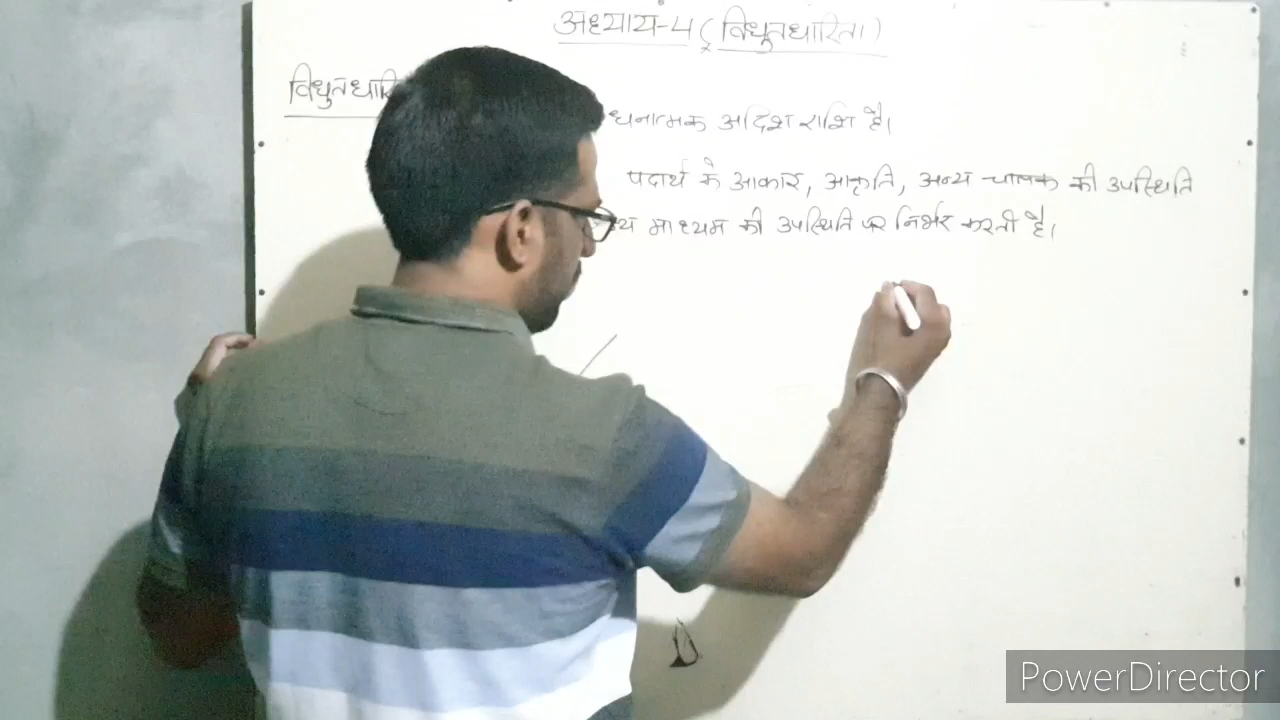 अध्याय-4 (विधुतधारिता)
धनात्मक अदिश राशि है।
पदार्थ के आकार, आकृति, अन्य चालक की उपस्थिति
माध्यम की उपस्थिति पर निर्भर करती है।
PowerDirector